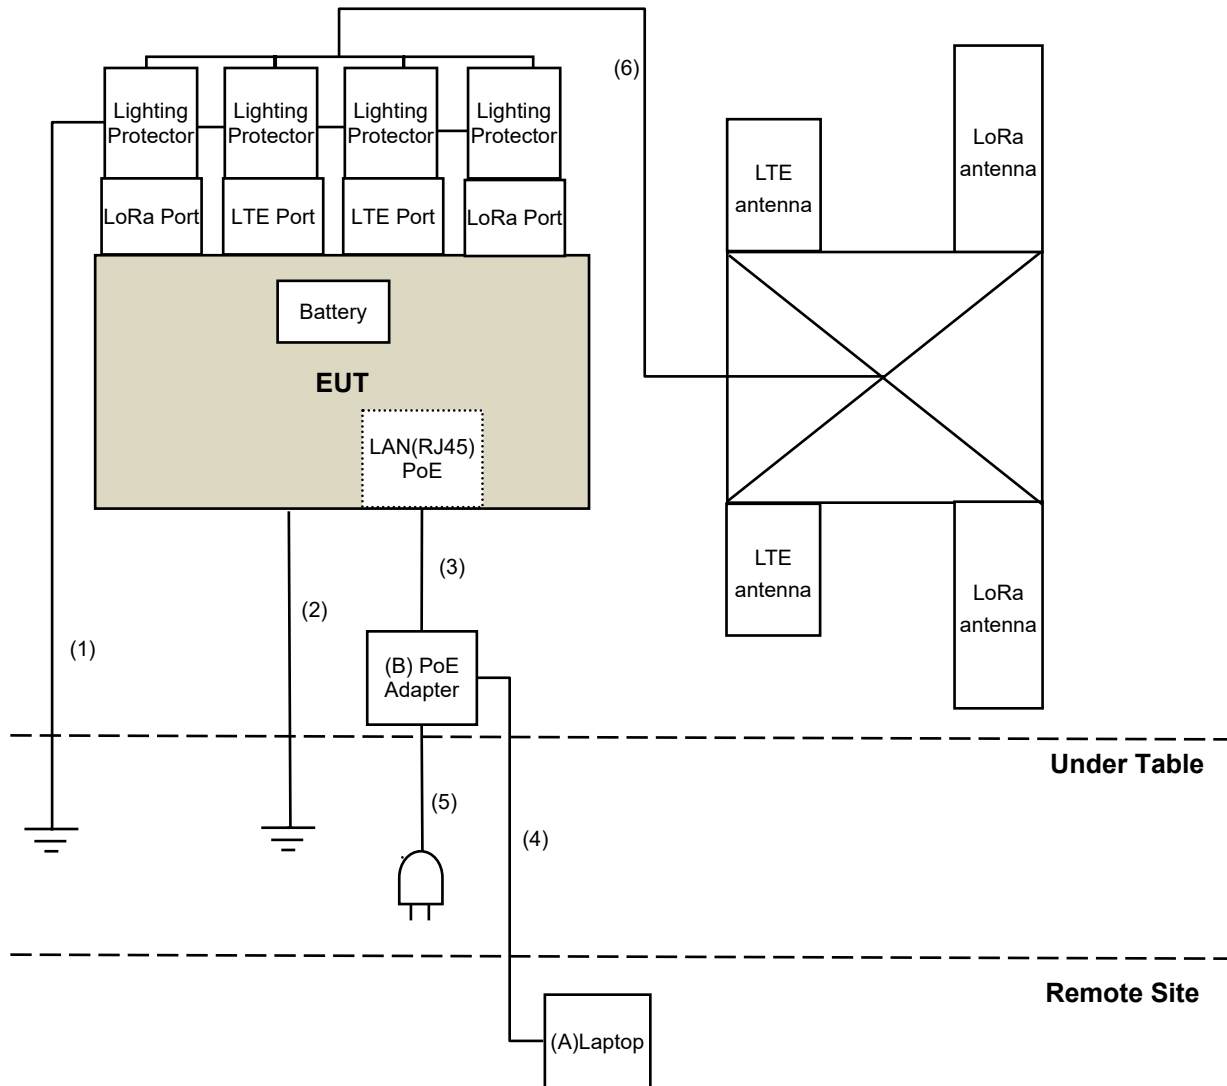 (6)
Lighting
Protector
Lighting
Protector
Lighting
Protector
Lighting
Protector
LoRa Port
LTE Port
LTE Port
LoRa Port
LTE
antenna
LoRa
antenna
Battery
EUT
LAN(RJ45)
PoE
(3)
(2)
(1)
LTE
antenna
LoRa
antenna
(B) PoE
Adapter
Under Table
(5)
(4)
Remote Site
(A)Laptop